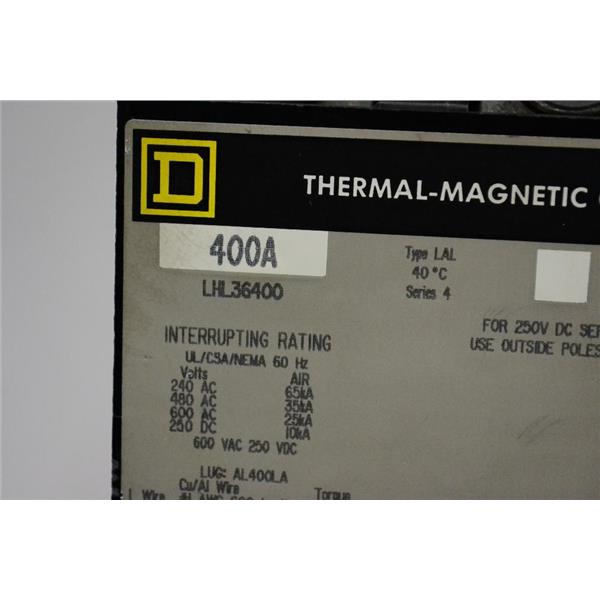 D
THERMAL-MAGNETIC
400A
LHL36400
Type LAL
40°C
Series 4
FOR 250V DC SER
USE OUTSIDE POLES
INTERRUPTING RATING
UL/CSA/NEMA 60 Hz
Volts AIR
240 AC 65kA
480 AC 35kA
600 AC 25kA
250 DC 10kA
600 VAC 250 VDC
LUG: AL400LA
Cu/Al Wire
Wire Torque